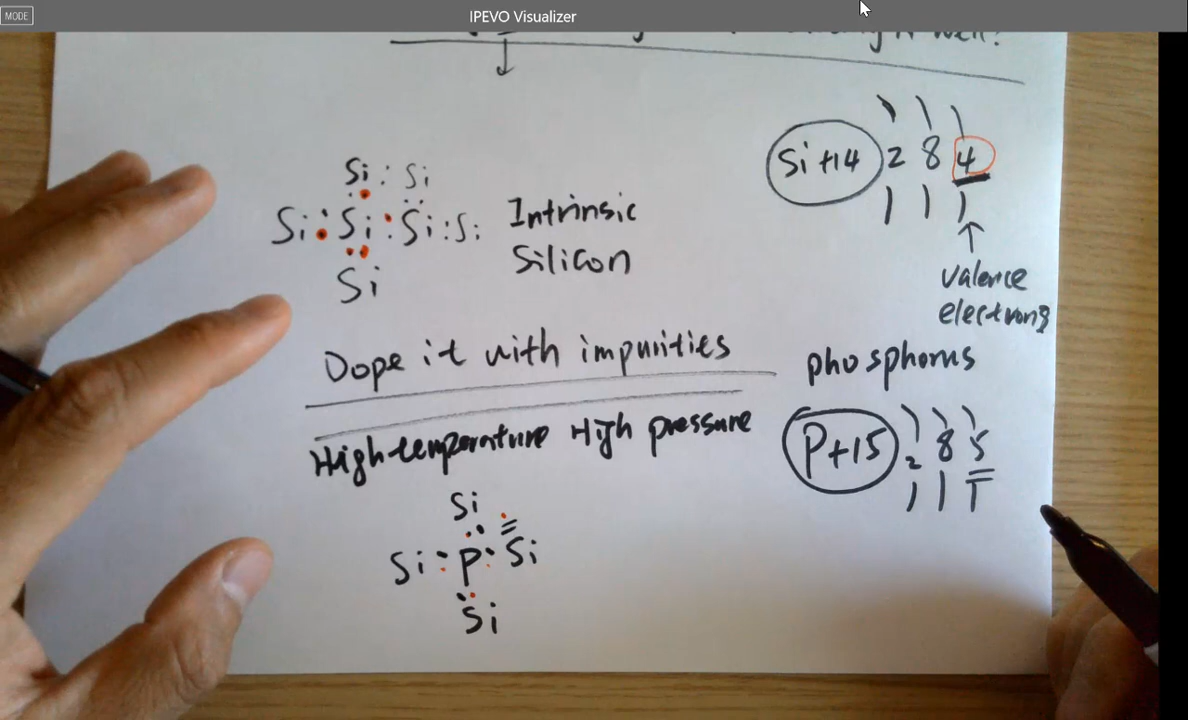 MODE
IPEVO Visualizer
well?
Si : Si
Si : Si : Si : Si
Si
Intrinsic
Silicon
Si +14 2 8 4
valence
electrons
Dope it with impurities
High-temperature High pressure
phosphorus
P+15 2 8 5
Si
Si : P : Si
Si